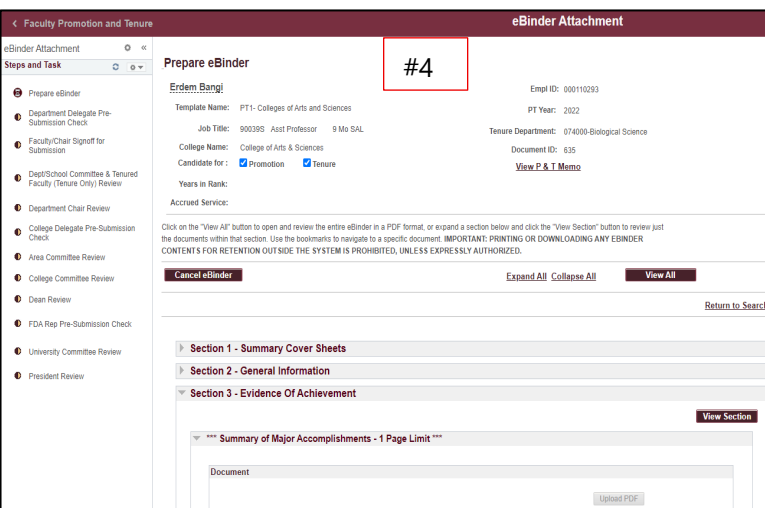 Faculty Promotion and Tenure
eBinder Attachment
eBinder Attachment
Steps and Task
Prepare eBinder
Department Delegate Pre-
Submission Check
Faculty/Chair Signoff for
Submission
Dept/School Committee & Tenured
Faculty (Tenure Only) Review
Department Chair Review
College Delegate Pre-Submission
Check
Area Committee Review
College Committee Review
Dean Review
FDA Rep Pre-Submission Check
University Committee Review
President Review
Prepare eBinder
#4
Erdem Bangi
Empl ID: 000110293
Template Name: PT1- Colleges of Arts and Sciences
PT Year: 2022
Job Title: 90039S Asst Professor 9 Mo SAL
Tenure Department: 074000-Biological Science
College Name: College of Arts & Sciences
Document ID: 635
Candidate for : Promotion Tenure
View P & T Memo
Years in Rank:
Accrued Service:
Click on the "View All" button to open and review the entire eBinder in a PDF format, or expand a section below and click the "View Section" button to review just
the documents within that section. Use the bookmarks to navigate to a specific document. IMPORTANT: PRINTING OR DOWNLOADING ANY EBINDER
CONTENTS FOR RETENTION OUTSIDE THE SYSTEM IS PROHIBITED, UNLESS EXPRESSLY AUTHORIZED.
Cancel eBinder
Expand All Collapse All
View All
Return to Search
Section 1 - Summary Cover Sheets
Section 2 - General Information
Section 3 - Evidence Of Achievement
View Section
*** Summary of Major Accomplishments - 1 Page Limit ***
Document
Upload PDF